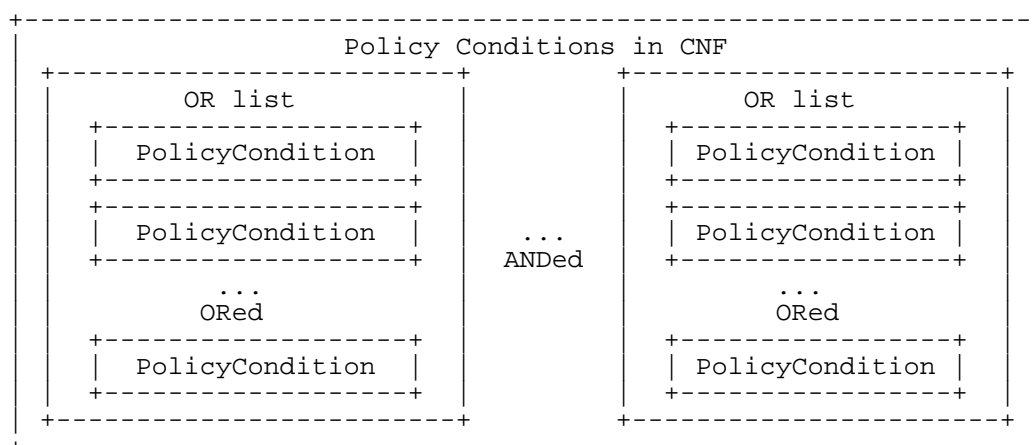 +---------------------------------------------------------------
| Policy Conditions in CNF
| +-------------------------+ +-----------------------+
| | OR list | | OR list |
| | +-------------------+ | | +-----------------+ |
| | | PolicyCondition | | | | PolicyCondition | |
| | +-------------------+ | | +-----------------+ |
| | +-------------------+ | | +-----------------+ |
| | | PolicyCondition | | ... | | PolicyCondition | |
| | +-------------------+ | ANDed | +-----------------+ |
| | ... | | ... |
| | ORed | | ORed |
| | +-------------------+ | | +-----------------+ |
| | | PolicyCondition | | | | PolicyCondition | |
| | +-------------------+ | | +-----------------+ |
| +-------------------------+ +-----------------------+
+